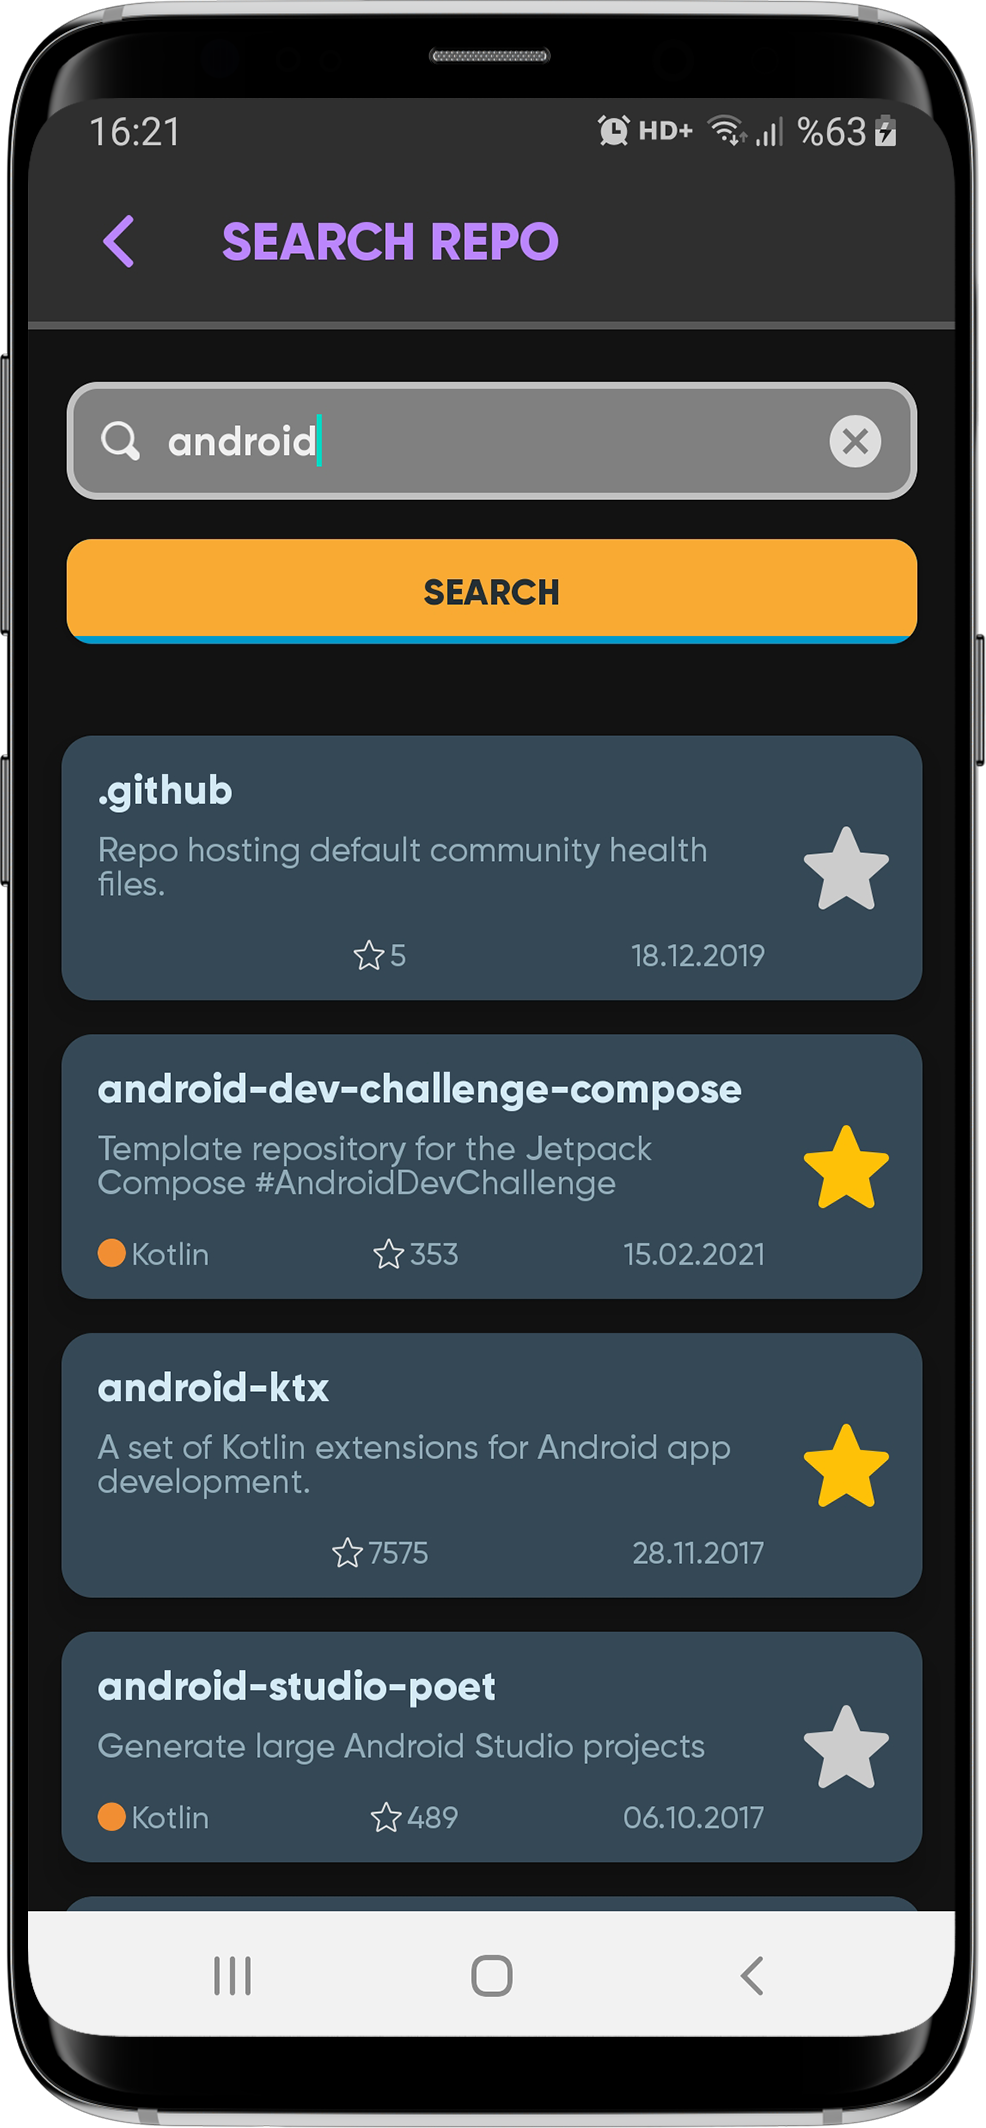 16:21 HD+ %63
SEARCH REPO
android
SEARCH
.github
Repo hosting default community health
files.
5 18.12.2019
android-dev-challenge-compose
Template repository for the Jetpack
Compose #AndroidDevChallenge
Kotlin 353 15.02.2021
android-ktx
A set of Kotlin extensions for Android app
development.
7575 28.11.2017
android-studio-poet
Generate large Android Studio projects
Kotlin 489 06.10.2017